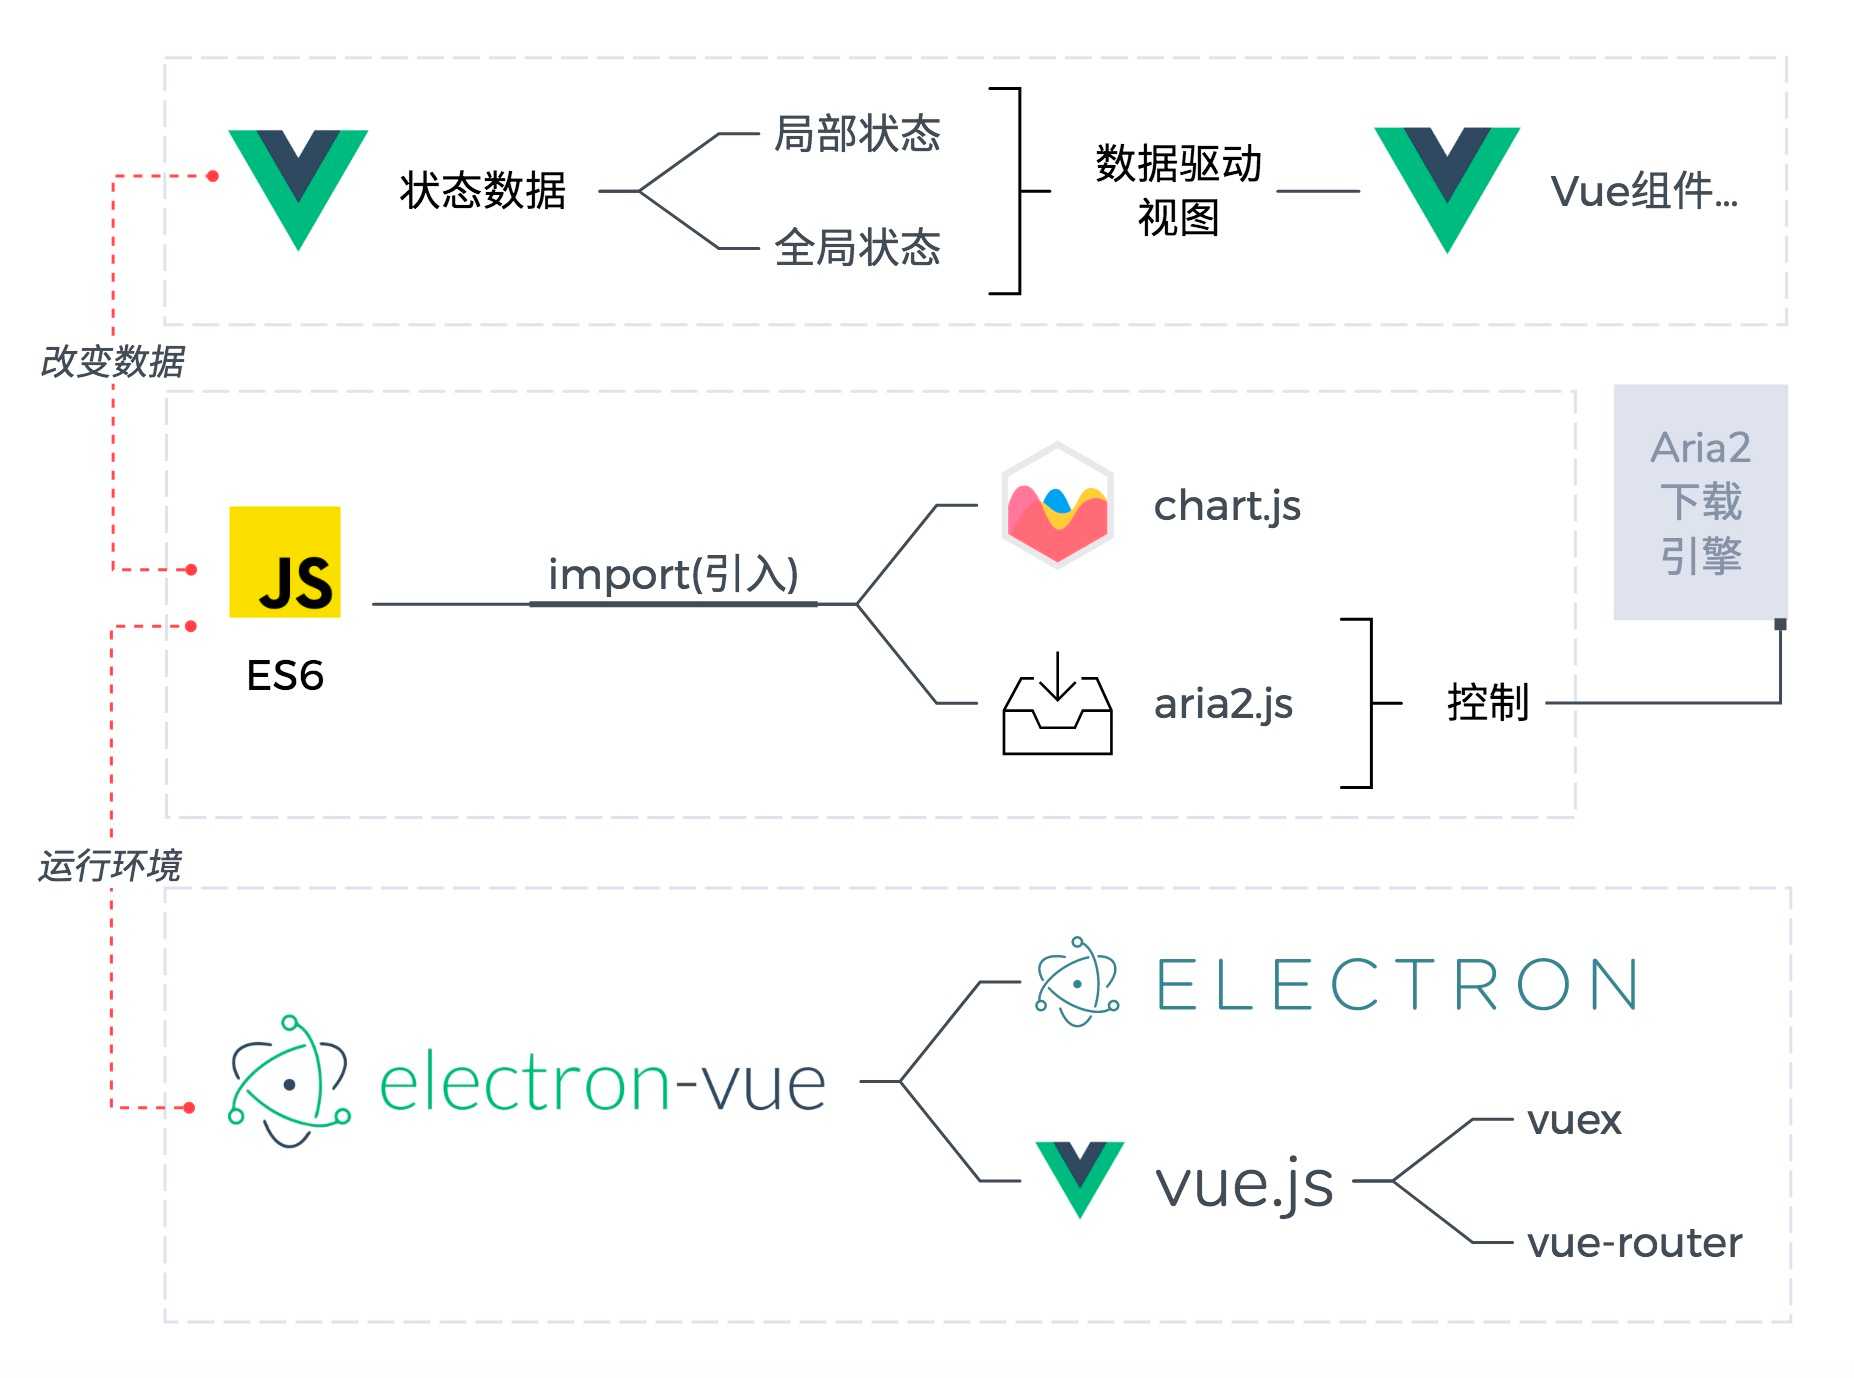 状态数据
局部状态
全局状态
数据驱动
视图
Vue组件...
改变数据
JS
ES6
import(引入)
chart.js
aria2.js
控制
Aria2
下载
引擎
运行环境
electron-vue
ELECTRON
vue.js
vuex
vue-router